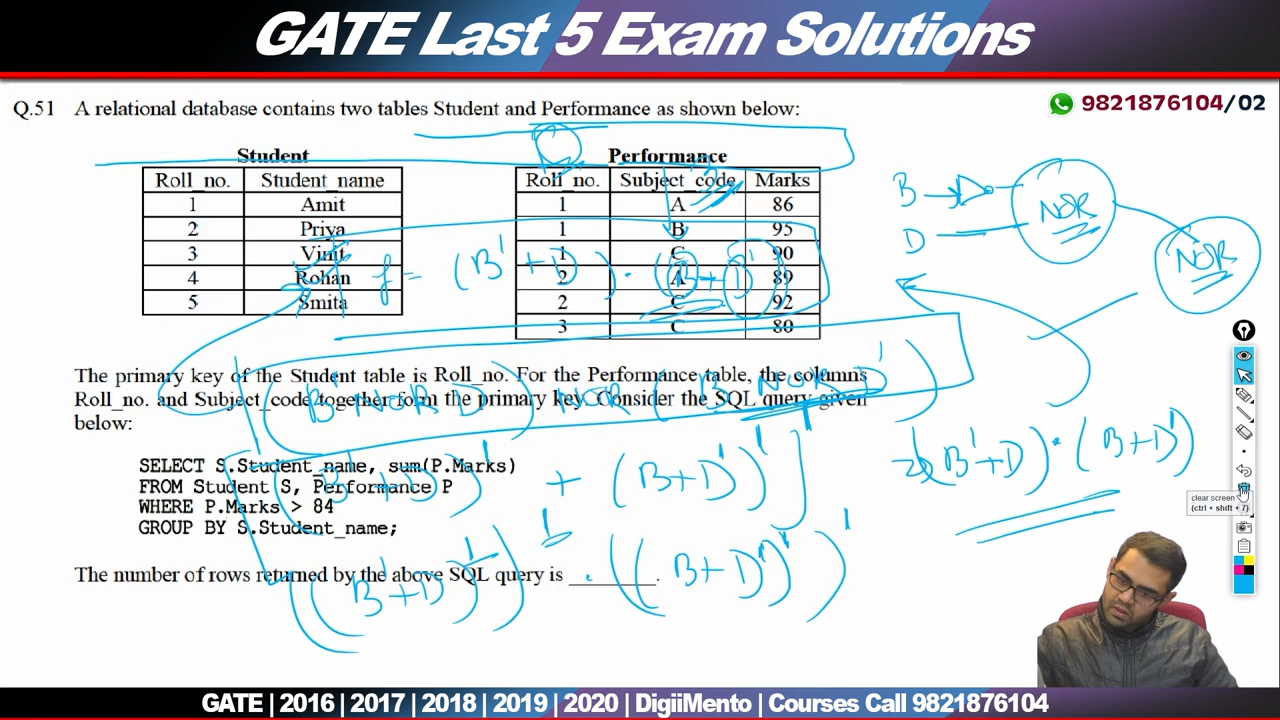 GATE Last 5 Exam Solutions
9821876104/02
Q.51 A relational database contains two tables Student and Performance as shown below:
Student
Roll_no. Student_name
1 Amit
2 Priya
3 Vinit
4 Rohan
5 Smita
Performance
Roll_no. Subject_code Marks
1 A 86
1 B 95
1 C 90
2 A 89
2 C 92
3 C 80
B
D
NOR
NOR
f = (B' + D) . (B + D')
The primary key of the Student table is Roll_no. For the Performance table, the columns
Roll_no. and Subject_code together form the primary key. Consider the SQL query given
below:
(B' NOR D) NOR (B NOR D')
SELECT S.Student_name, sum(P.Marks)
FROM Student S, Performance P
WHERE P.Marks > 84
GROUP BY S.Student_name;
(B' + D)' + (B + D')'
(B' + D) . (B + D')
The number of rows returned by the above SQL query is ________.
((B' + D)')' . ((B + D')')'
clear screen
(ctrl + shift + 7)
GATE | 2016 | 2017 | 2018 | 2019 | 2020 | DigiiMento | Courses Call 9821876104